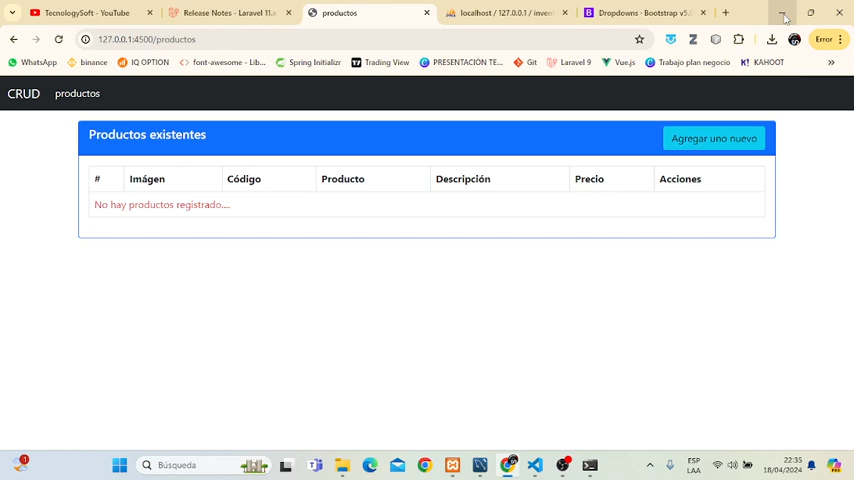 TecnologySoft - YouTube
Release Notes - Laravel 11.x
productos
localhost / 127.0.0.1 / inven
Dropdowns · Bootstrap v5.0
127.0.0.1:4500/productos
Error
WhatsApp
binance
IQ OPTION
font-awesome - Lib...
Spring Initializr
Trading View
PRESENTACIÓN TE...
Git
Laravel 9
Vue.js
Trabajo plan negocio
K! KAHOOT
CRUD productos
Productos existentes
Agregar uno nuevo
# Imágen Código Producto Descripción Precio Acciones
No hay productos registrado....
1
Búsqueda
ESP
LAA
22:35
18/04/2024